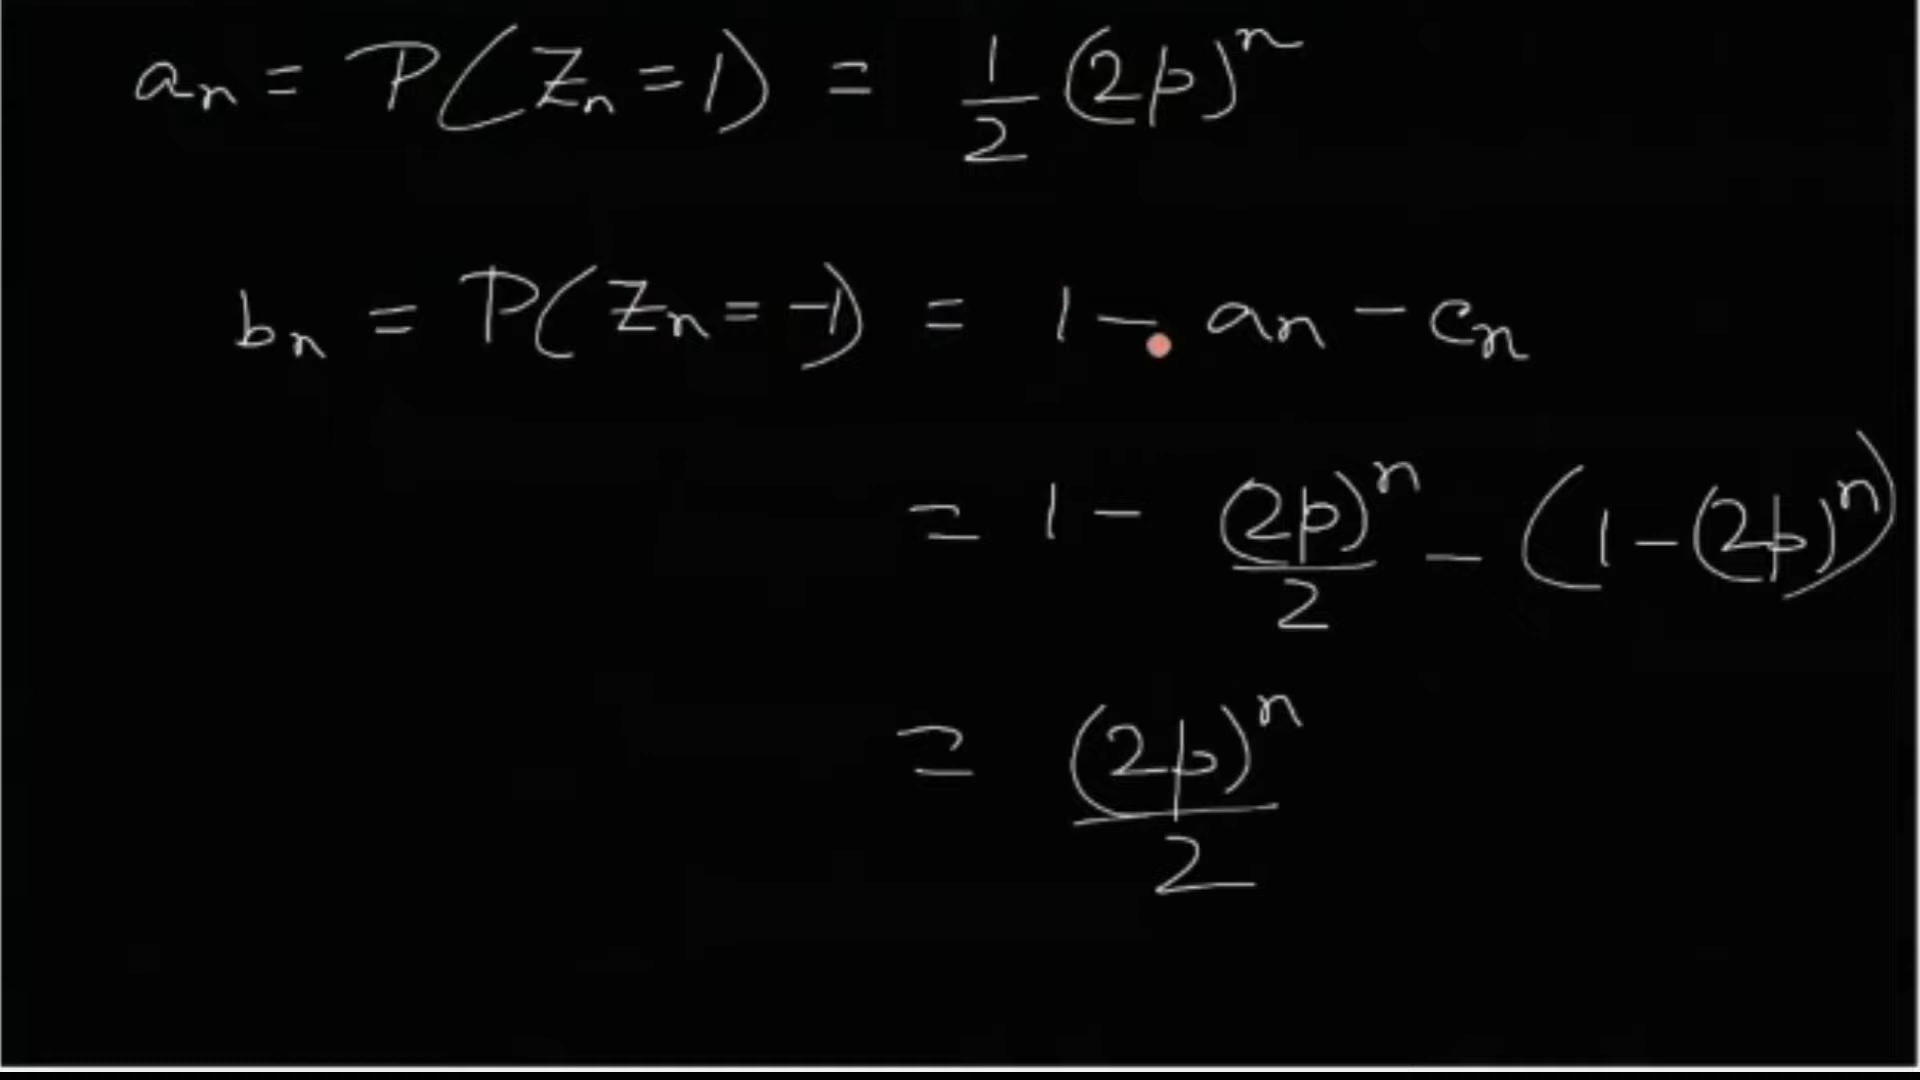 aₙ = P(Zₙ = 1) = 1/2 (2p)ⁿ
bₙ = P(Zₙ = -1) = 1 - aₙ - cₙ
= 1 - (2p)ⁿ/2 - (1 - (2p)ⁿ)
= (2p)ⁿ/2